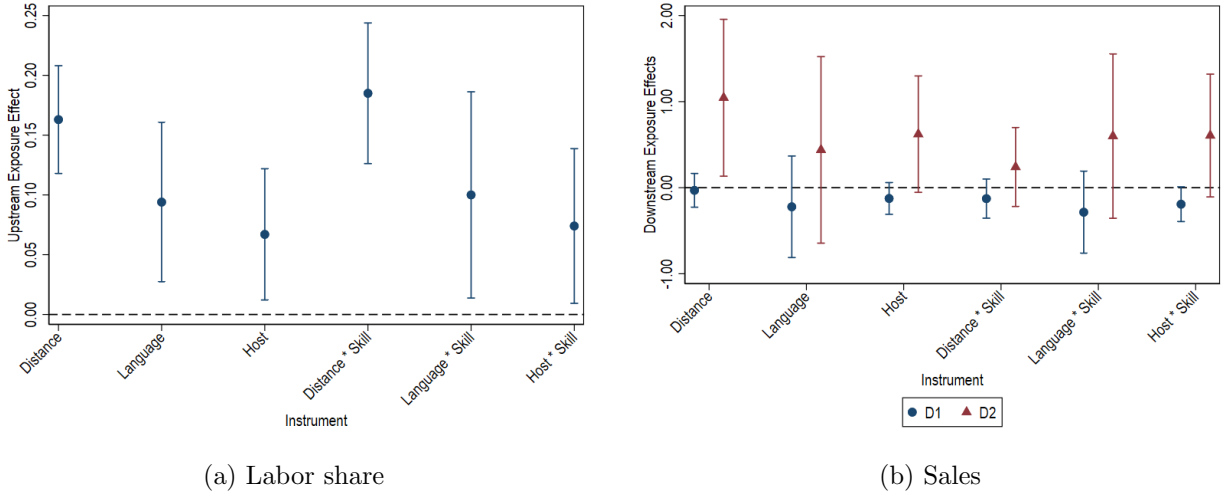 Upstream Exposure Effect
0.25
0.20
0.15
0.10
0.05
0.00
Distance
Language
Host
Distance * Skill
Language * Skill
Host * Skill
Instrument
(a) Labor share
Downstream Exposure Effects
2.00
1.00
0.00
-1.00
Distance
Language
Host
Distance * Skill
Language * Skill
Host * Skill
Instrument
D1 D2
(b) Sales